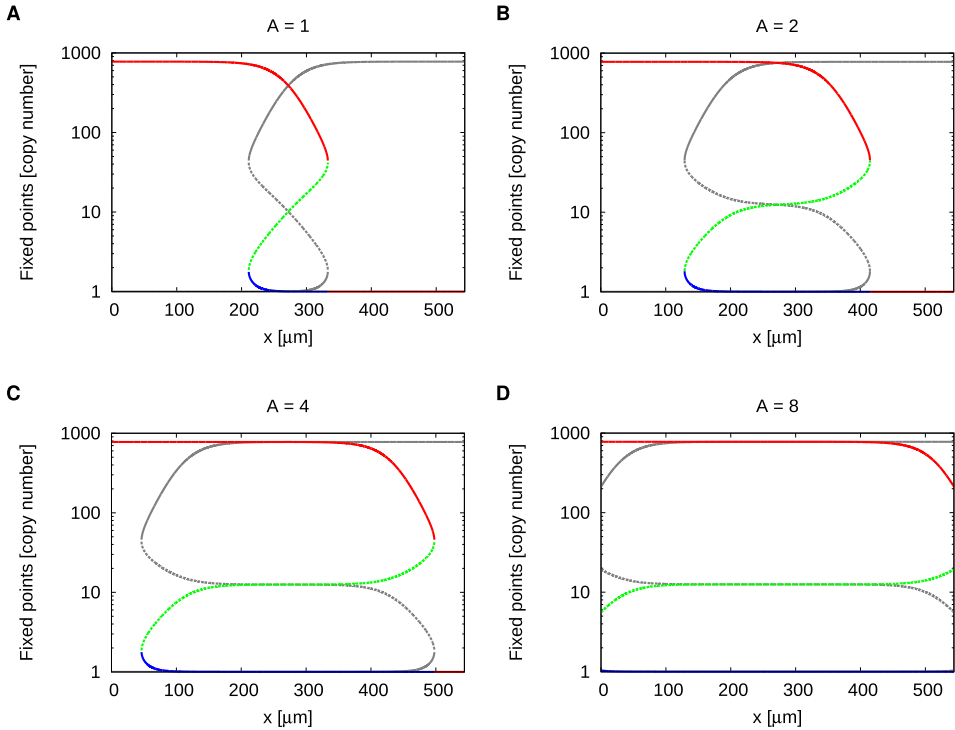 A
A = 1
Fixed points [copy number]
1000
100
10
1
0 100 200 300 400 500
x [μm]
B
A = 2
Fixed points [copy number]
1000
100
10
1
0 100 200 300 400 500
x [μm]
C
A = 4
Fixed points [copy number]
1000
100
10
1
0 100 200 300 400 500
x [μm]
D
A = 8
Fixed points [copy number]
1000
100
10
1
0 100 200 300 400 500
x [μm]